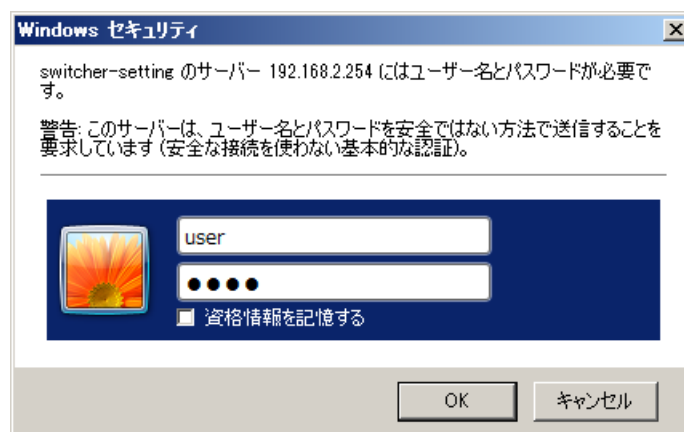 Windows セキュリティ
switcher-setting のサーバー 192.168.2.254 にはユーザー名とパスワードが必要で
す。
警告: このサーバーは、ユーザー名とパスワードを安全ではない方法で送信することを
要求しています (安全な接続を使わない基本的な認証)。
user
●●●●
資格情報を記憶する
OK
キャンセル